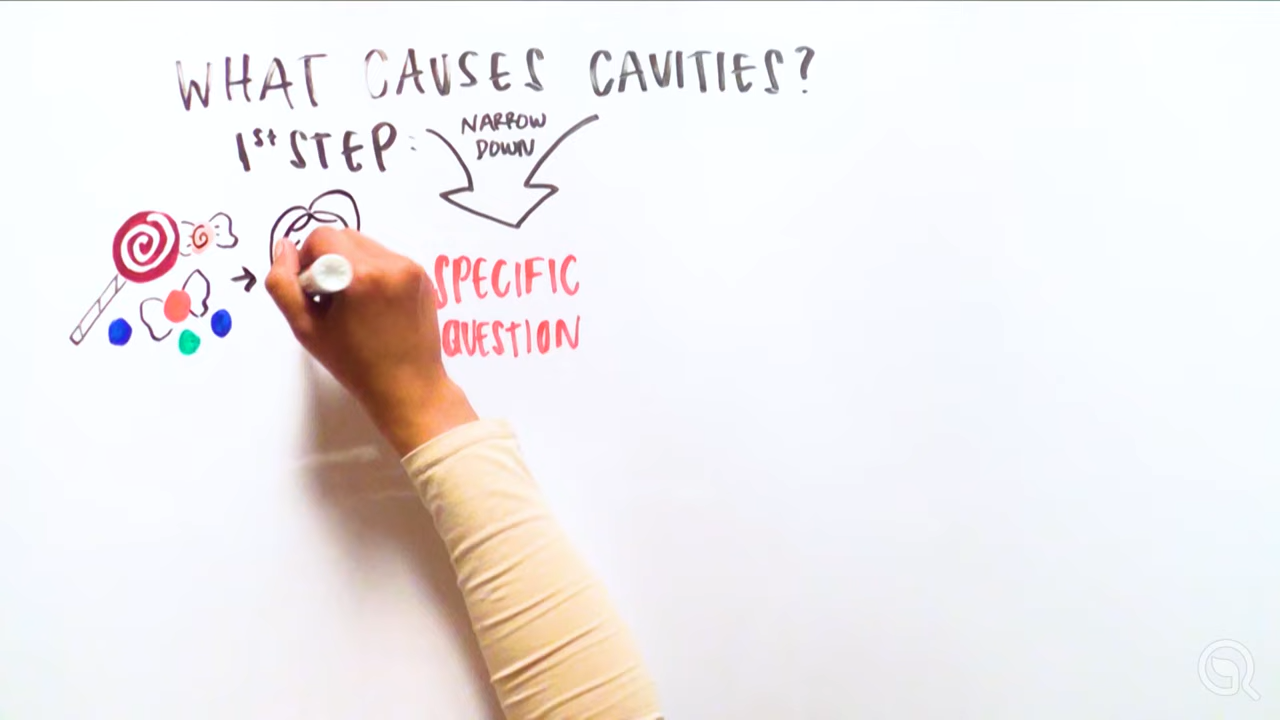 WHAT CAUSES CAVITIES?
1st STEP:
NARROW
DOWN
SPECIFIC
QUESTION